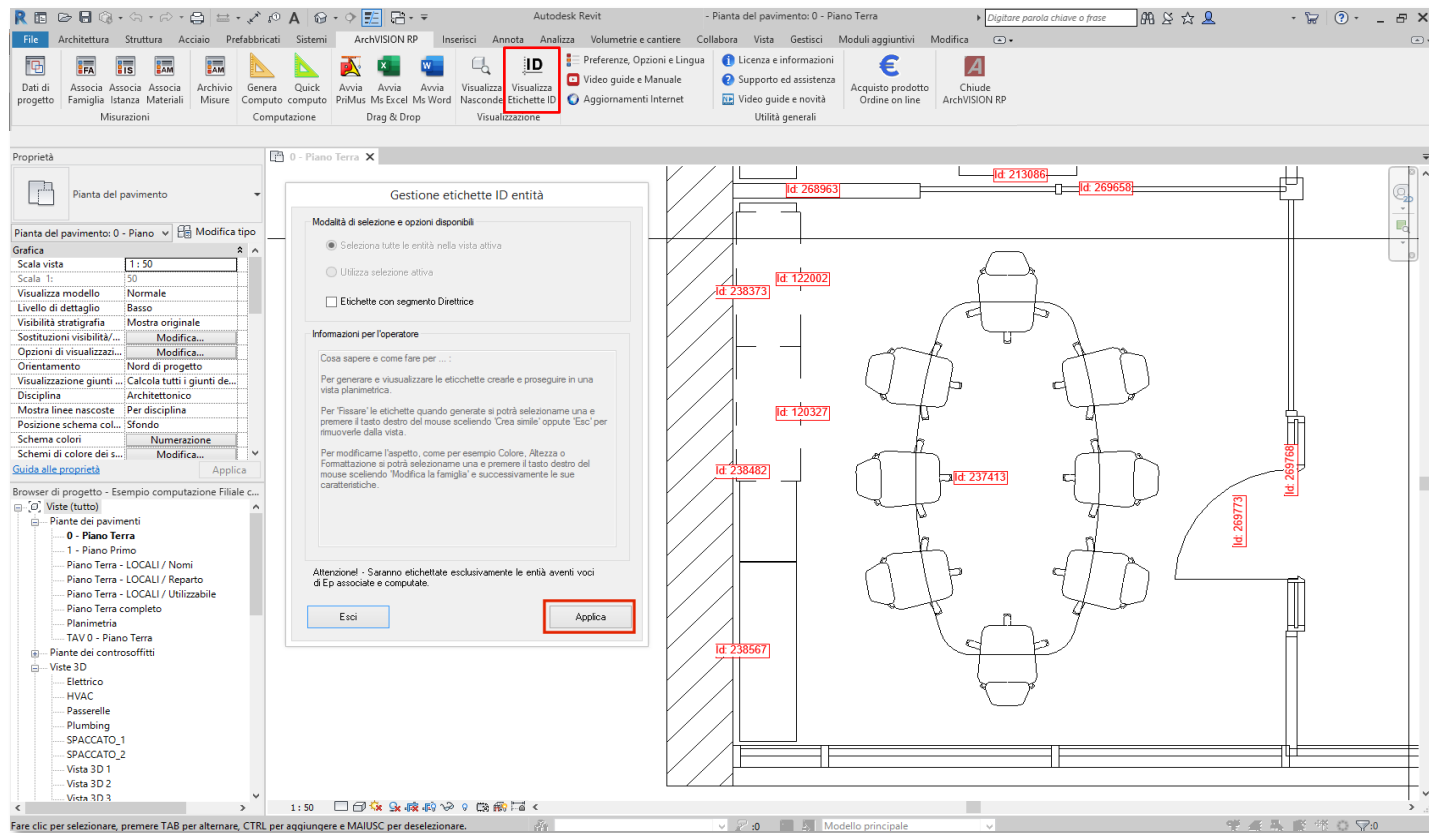 Autodesk Revit
- Pianta del pavimento: 0 - Piano Terra
Digitare parola chiave o frase
File Architettura Struttura Acciaio Prefabbricati Sistemi ArchVISION RP Inserisci Annota Analizza Volumetrie e cantiere Collabora Vista Gestisci Moduli aggiuntivi Modifica
Dati di progetto
Associa Famiglia
Associa Istanza
Associa Materiali
Archivio Misure
Genera Computo
Quick computo
Avvia PriMus
Avvia Ms Excel
Avvia Ms Word
Visualizza Nasconde
Visualizza Etichette ID
Preferenze, Opzioni e Lingua
Video guide e Manuale
Aggiornamenti Internet
Licenza e informazioni
Supporto ed assistenza
Video guide e novità
Acquisto prodotto Ordine on line
Chiude ArchVISION RP
Misurazioni
Computazione
Drag & Drop
Visualizzazione
Utilità generali
Proprietà
Pianta del pavimento
Pianta del pavimento: 0 - Piano
Modifica tipo
Grafica
Scala vista 1 : 50
Scala 1: 50
Visualizza modello Normale
Livello di dettaglio Basso
Visibilità stratigrafia Mostra originale
Sostituzioni visibilità/... Modifica...
Opzioni di visualizzazi... Modifica...
Orientamento Nord di progetto
Visualizzazione giunti ... Calcola tutti i giunti de...
Disciplina Architettonico
Mostra linee nascoste Per disciplina
Posizione schema col... Sfondo
Schema colori Numerazione
Schemi di colore dei s... Modifica...
Guida alle proprietà Applica
Browser di progetto - Esempio computazione Filiale c...
Viste (tutto)
Piante dei pavimenti
0 - Piano Terra
1 - Piano Primo
Piano Terra - LOCALI / Nomi
Piano Terra - LOCALI / Reparto
Piano Terra - LOCALI / Utilizzabile
Piano Terra completo
Planimetria
TAV 0 - Piano Terra
Piante dei controsoffitti
Viste 3D
Elettrico
HVAC
Passerelle
Plumbing
SPACCATO_1
SPACCATO_2
Vista 3D 1
Vista 3D 2
Vista 3D 3
0 - Piano Terra
Gestione etichette ID entità
Modalità di selezione e opzioni disponibili
Seleziona tutte le entità nella vista attiva
Utilizza selezione attiva
Etichette con segmento Direttrice
Informazioni per l'operatore
Cosa sapere e come fare per ... :
Per generare e viusualizzare le eticchette crearle e proseguire in una
vista planimetrica.
Per 'Fissare' le etichette quando generate si potrà selezionarne una e
premere il tasto destro del mouse sceliendo 'Crea simile' oppute 'Esc' per
rimuoverle dalla vista.
Per modificarne l'aspetto, come per esempio Colore, Altezza o
Formattazione si potrà selezionarne una e premere il tasto destro del
mouse sceliendo 'Modifica la famiglia' e successivamente le sue
caratteristiche.
Attenzione! - Saranno etichettate esclusivamente le entià aventi voci
di Ep associate e computate.
Esci Applica
Id: 213086
Id: 268963
Id: 269658
Id: 122002
Id: 238373
Id: 120327
Id: 238482
Id: 237413
Id: 269768
Id: 269773
Id: 238567
2D
1 : 50
Fare clic per selezionare, premere TAB per alternare, CTRL per aggiungere e MAIUSC per deselezionare.
:0
Modello principale
:0